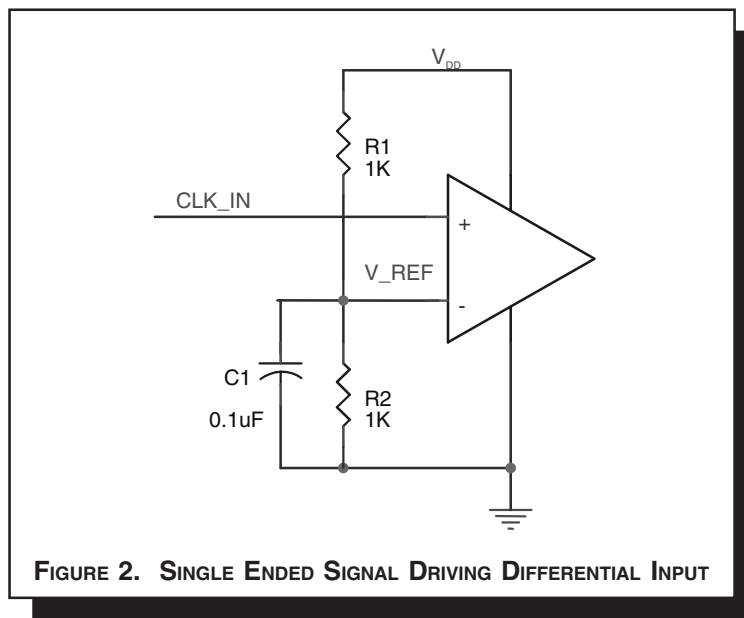 VDD
R1
1K
CLK_IN
+
V_REF
-
C1
0.1uF
R2
1K
FIGURE 2. SINGLE ENDED SIGNAL DRIVING DIFFERENTIAL INPUT